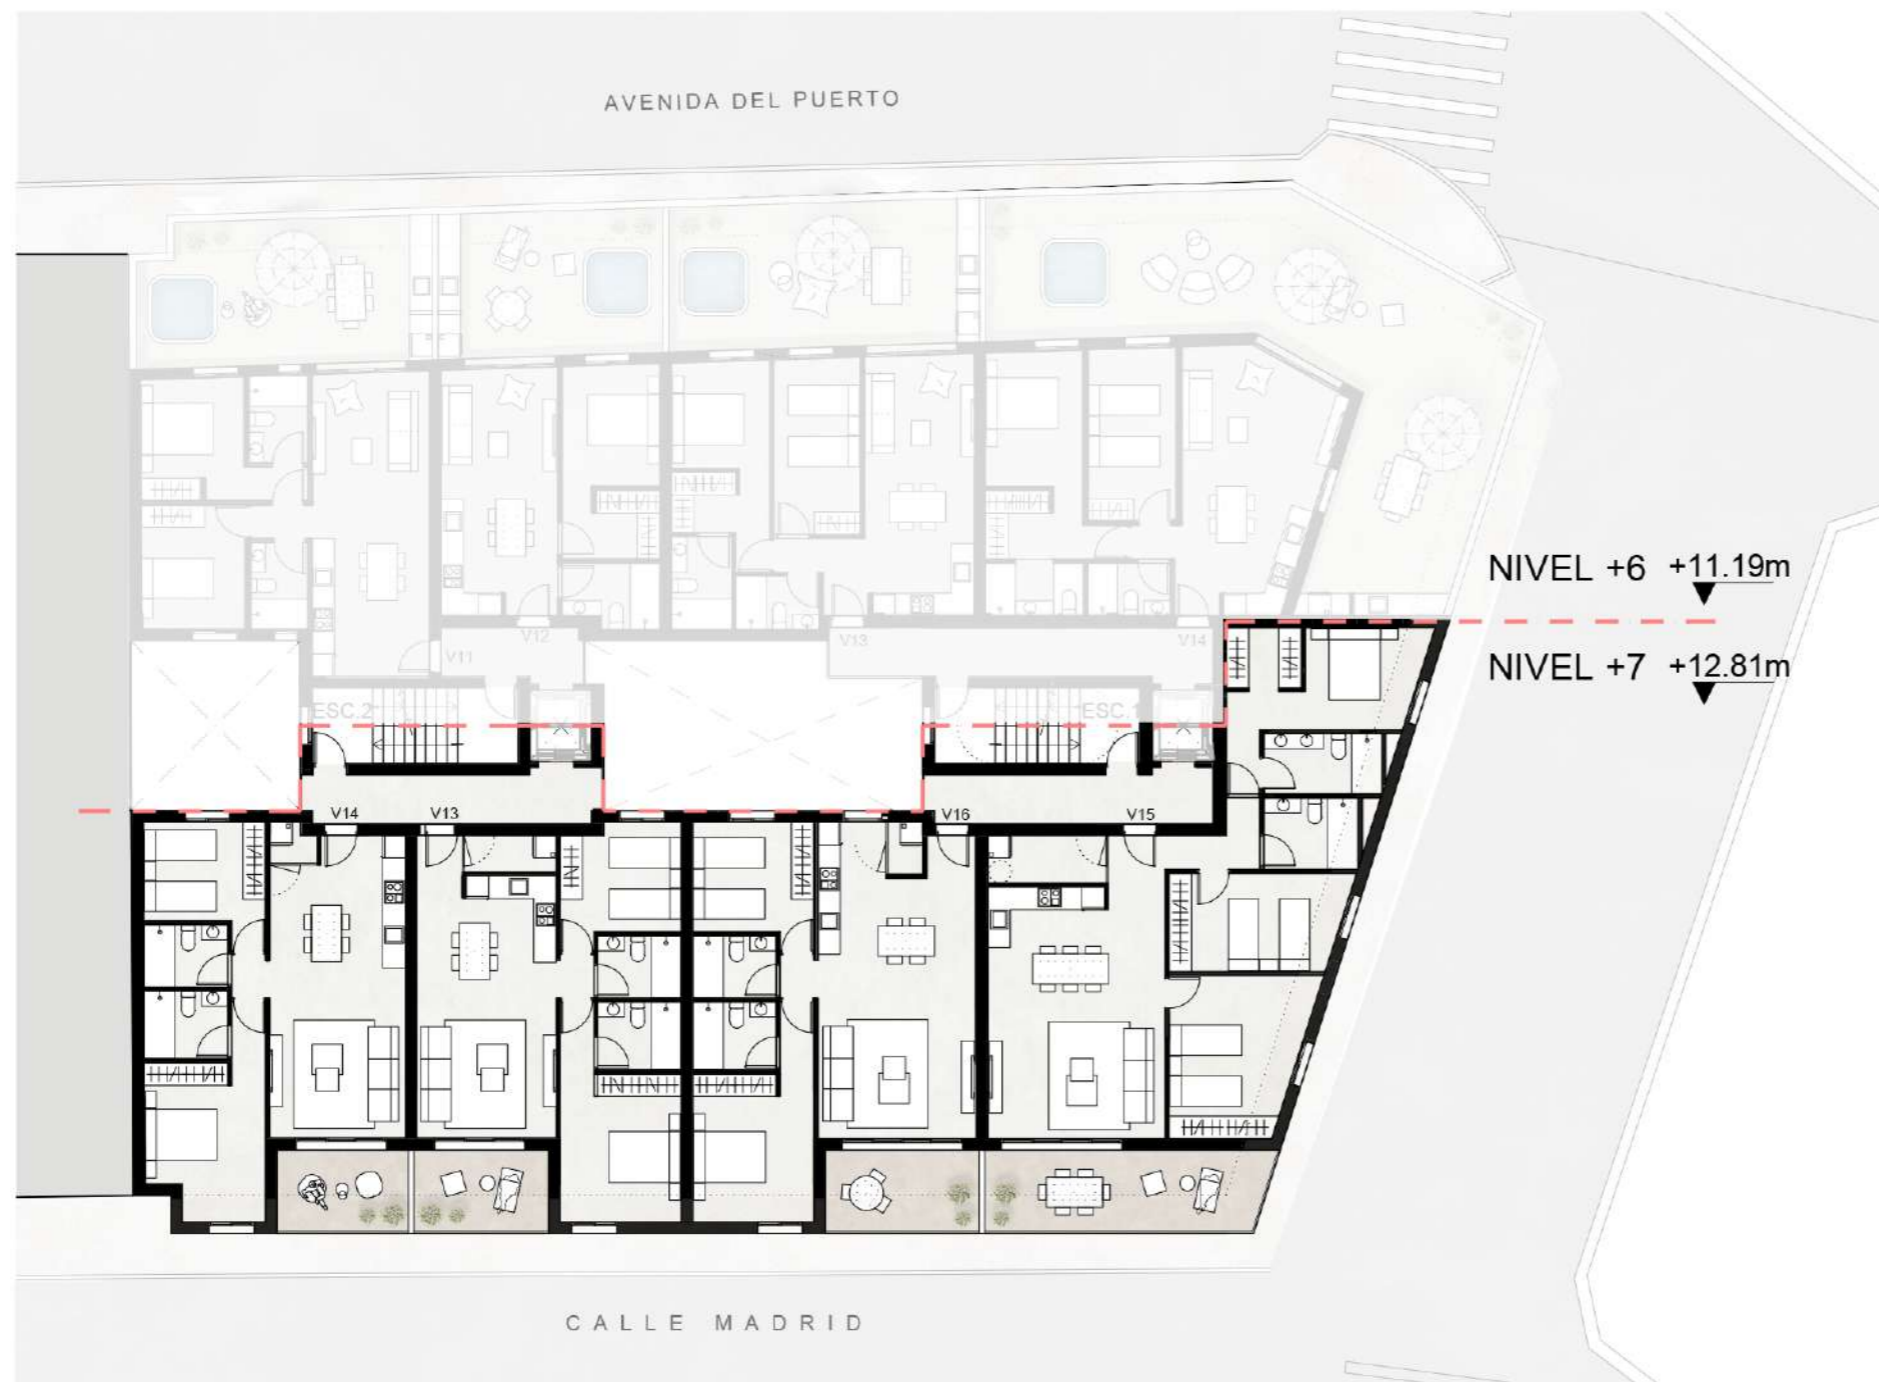 AVENIDA DEL PUERTO
NIVEL +6 +11.19m
NIVEL +7 +12.81m
V11
V12
V13
V14
ESC.2
ESC.1
V14
V13
V16
V15
CALLE MADRID